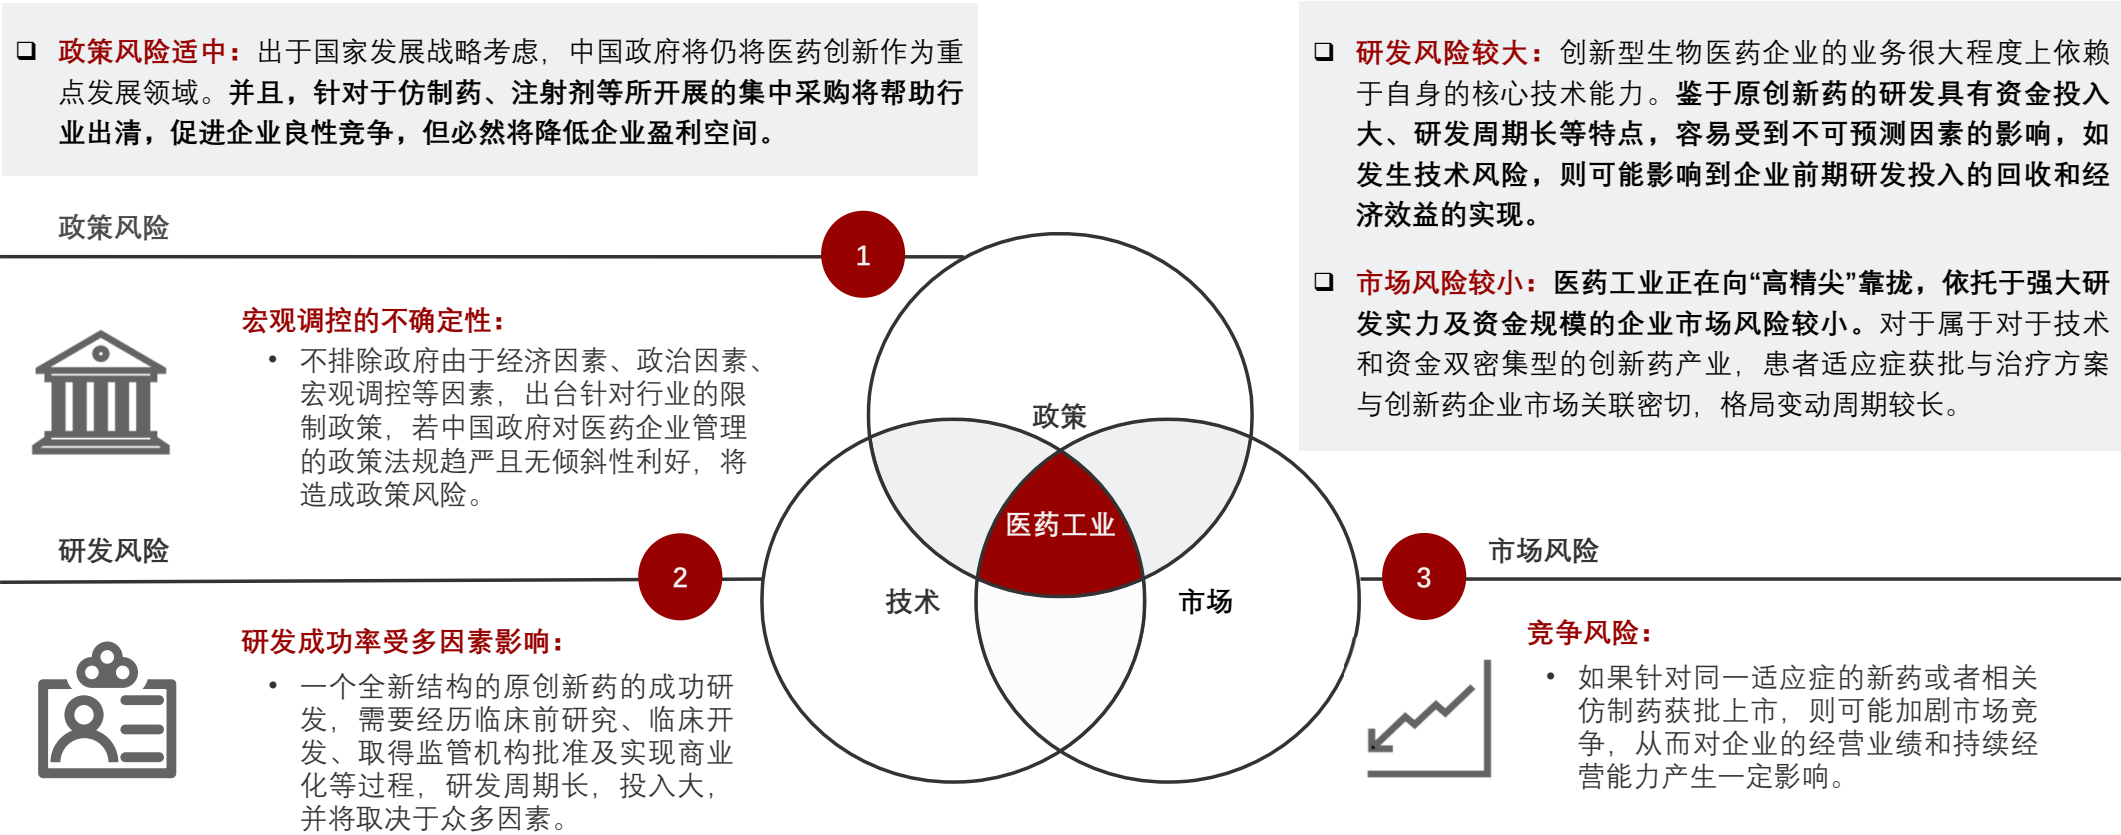 政策风险适中：出于国家发展战略考虑，中国政府将仍将医药创新作为重
点发展领域。并且，针对于仿制药、注射剂等所开展的集中采购将帮助行
业出清，促进企业良性竞争，但必然将降低企业盈利空间。
研发风险较大：创新型生物医药企业的业务很大程度上依赖
于自身的核心技术能力。鉴于原创新药的研发具有资金投入
大、研发周期长等特点，容易受到不可预测因素的影响，如
发生技术风险，则可能影响到企业前期研发投入的回收和经
济效益的实现。
市场风险较小：医药工业正在向“高精尖”靠拢，依托于强大研
发实力及资金规模的企业市场风险较小。对于属于对于技术
和资金双密集型的创新药产业，患者适应症获批与治疗方案
与创新药企业市场关联密切，格局变动周期较长。
政策风险
1
宏观调控的不确定性：
• 不排除政府由于经济因素、政治因素、
宏观调控等因素，出台针对行业的限
制政策，若中国政府对医药企业管理
的政策法规趋严且无倾斜性利好，将
造成政策风险。
政策
医药工业
技术
市场
研发风险
2
研发成功率受多因素影响：
• 一个全新结构的原创新药的成功研
发，需要经历临床前研究、临床开
发、取得监管机构批准及实现商业
化等过程，研发周期长，投入大，
并将取决于众多因素。
3
市场风险
竞争风险：
• 如果针对同一适应症的新药或者相关
仿制药获批上市，则可能加剧市场竞
争，从而对企业的经营业绩和持续经
营能力产生一定影响。